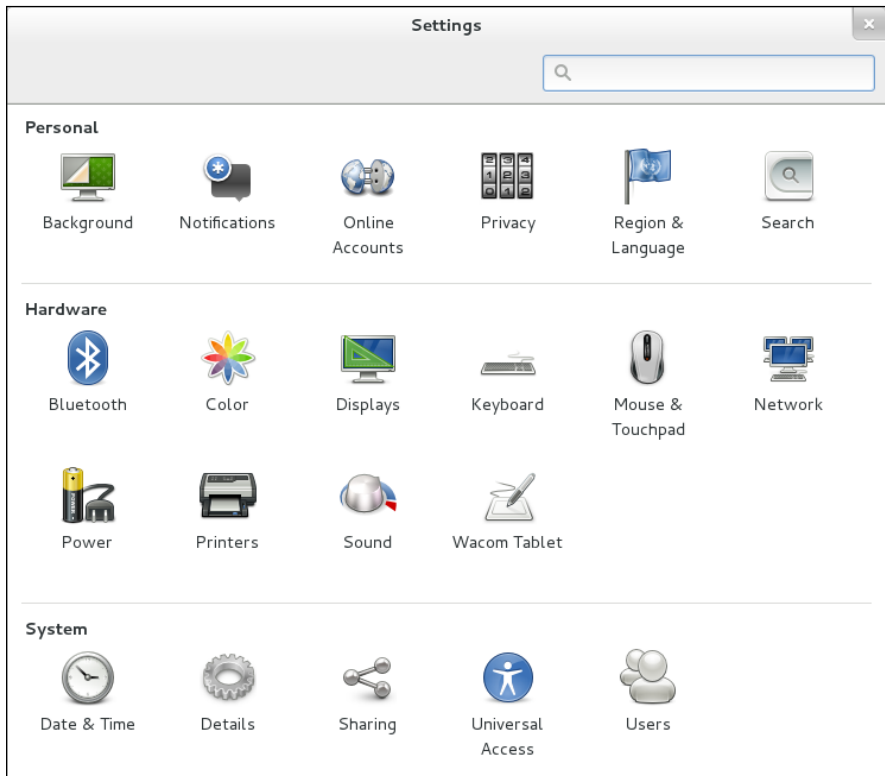 Settings
Personal
Background
Notifications
Online
Accounts
Privacy
Region &
Language
Search
Hardware
Bluetooth
Color
Displays
Keyboard
Mouse &
Touchpad
Network
Power
Printers
Sound
Wacom Tablet
System
Date & Time
Details
Sharing
Universal
Access
Users